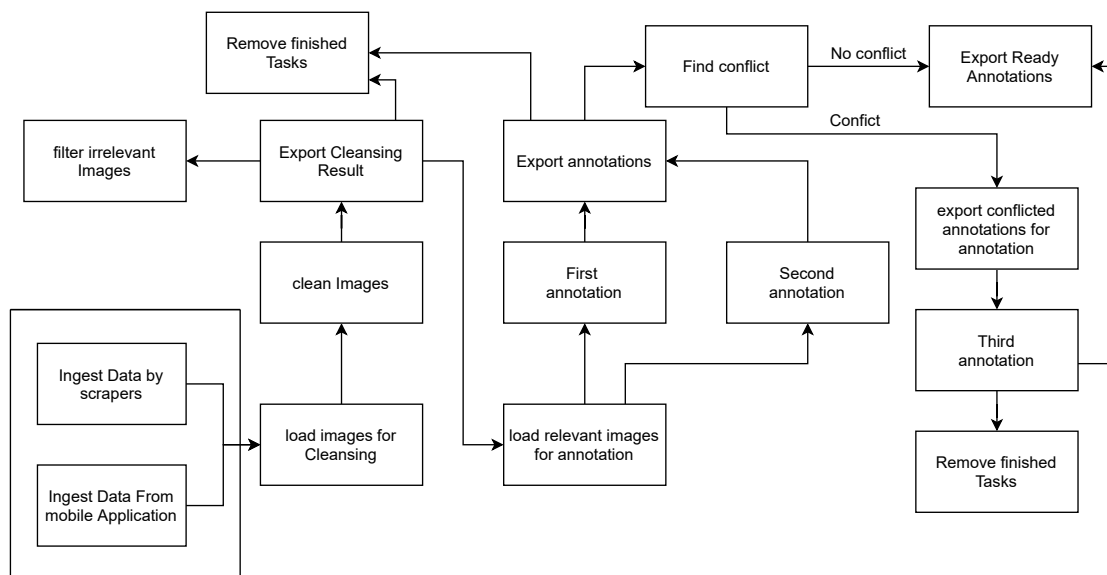 Remove finished
Tasks
Find conflict
No conflict
Export Ready
Annotations
Confict
filter irrelevant
Images
Export Cleansing
Result
Export annotations
export conflicted
annotations for
annotation
clean Images
First
annotation
Second
annotation
Third
annotation
Ingest Data by
scrapers
load images for
Cleansing
load relevant images
for annotation
Remove finished
Tasks
Ingest Data From
mobile Application